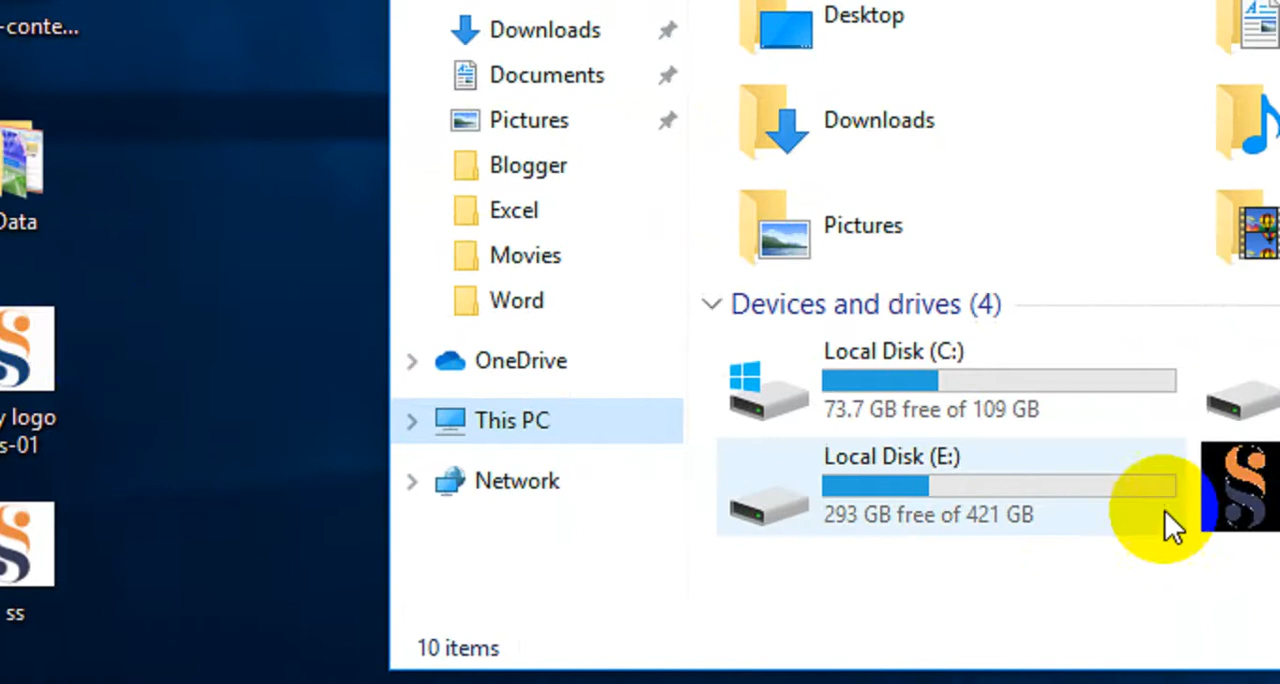 -conte...
Data
y logo
s-01
ss
Downloads
Documents
Pictures
Blogger
Excel
Movies
Word
OneDrive
This PC
Network
10 items
Desktop
Downloads
Pictures
Devices and drives (4)
Local Disk (C:)
73.7 GB free of 109 GB
Local Disk (E:)
293 GB free of 421 GB